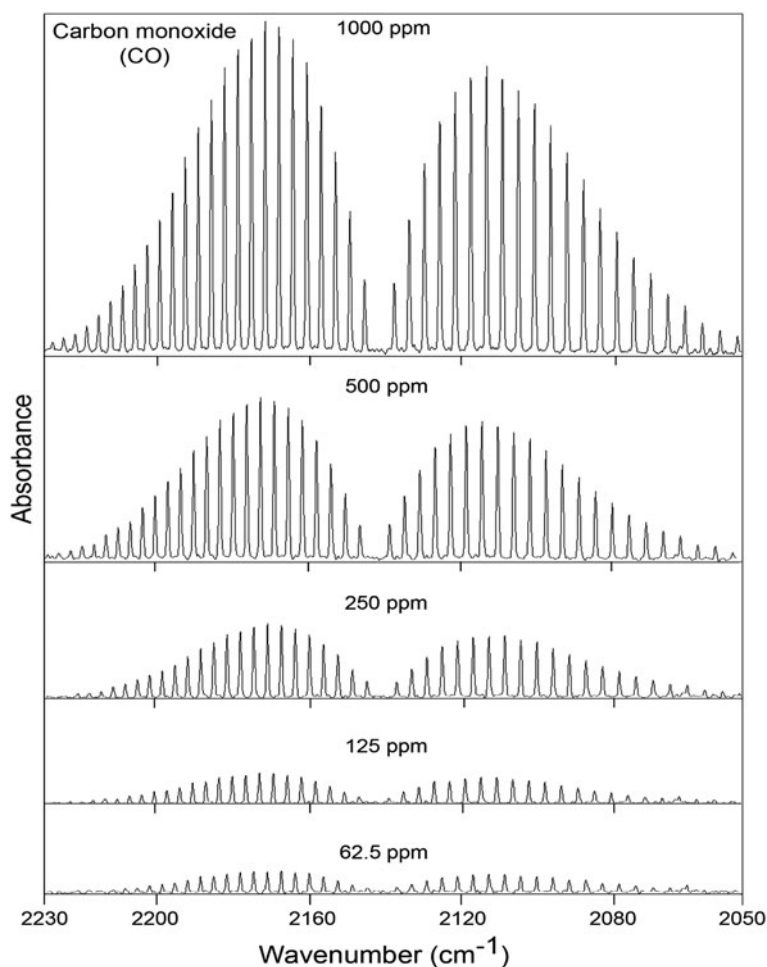 Carbon monoxide
(CO)
1000 ppm
500 ppm
250 ppm
125 ppm
62.5 ppm
Absorbance
2230 2200 2160 2120 2080 2050
Wavenumber (cm-1)